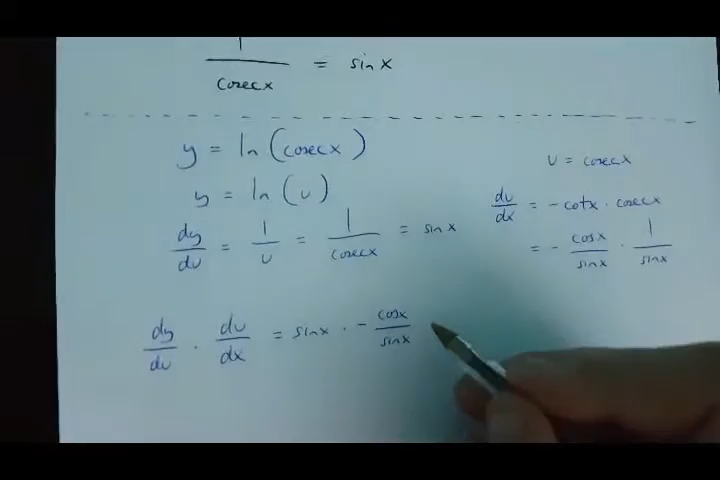 1/cosecx = sinx
y = ln(cosecx)
u = cosecx
y = ln(u)
du/dx = -cotx · cosecx
dy/du = 1/u = 1/cosecx = sinx
= - cosx/sinx · 1/sinx
dy/du · du/dx = sinx · - cosx/sinx